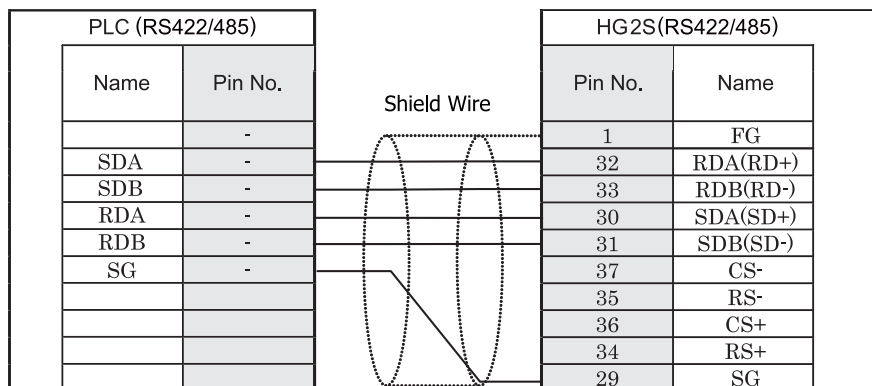 PLC (RS422/485) HG2S(RS422/485)
Name Pin No. Shield Wire Pin No. Name
- 1 FG
SDA - 32 RDA(RD+)
SDB - 33 RDB(RD-)
RDA - 30 SDA(SD+)
RDB - 31 SDB(SD-)
SG - 37 CS-
35 RS-
36 CS+
34 RS+
29 SG